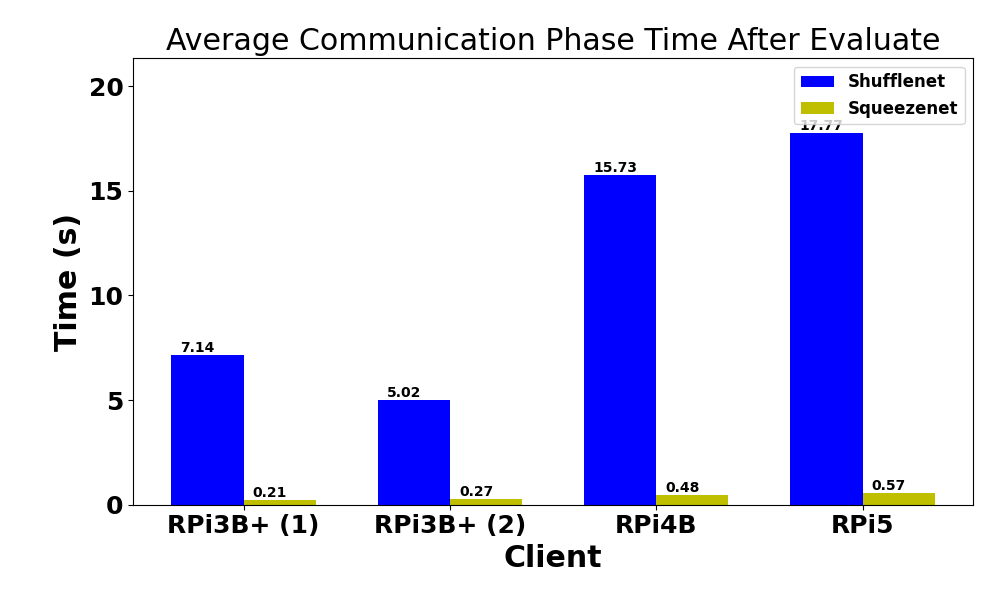 Average Communication Phase Time After Evaluate
Shufflenet
Squeezenet
20
15
10
5
0
Time (s)
7.14
0.21
5.02
0.27
15.73
0.48
17.77
0.57
RPi3B+ (1)
RPi3B+ (2)
RPi4B
RPi5
Client